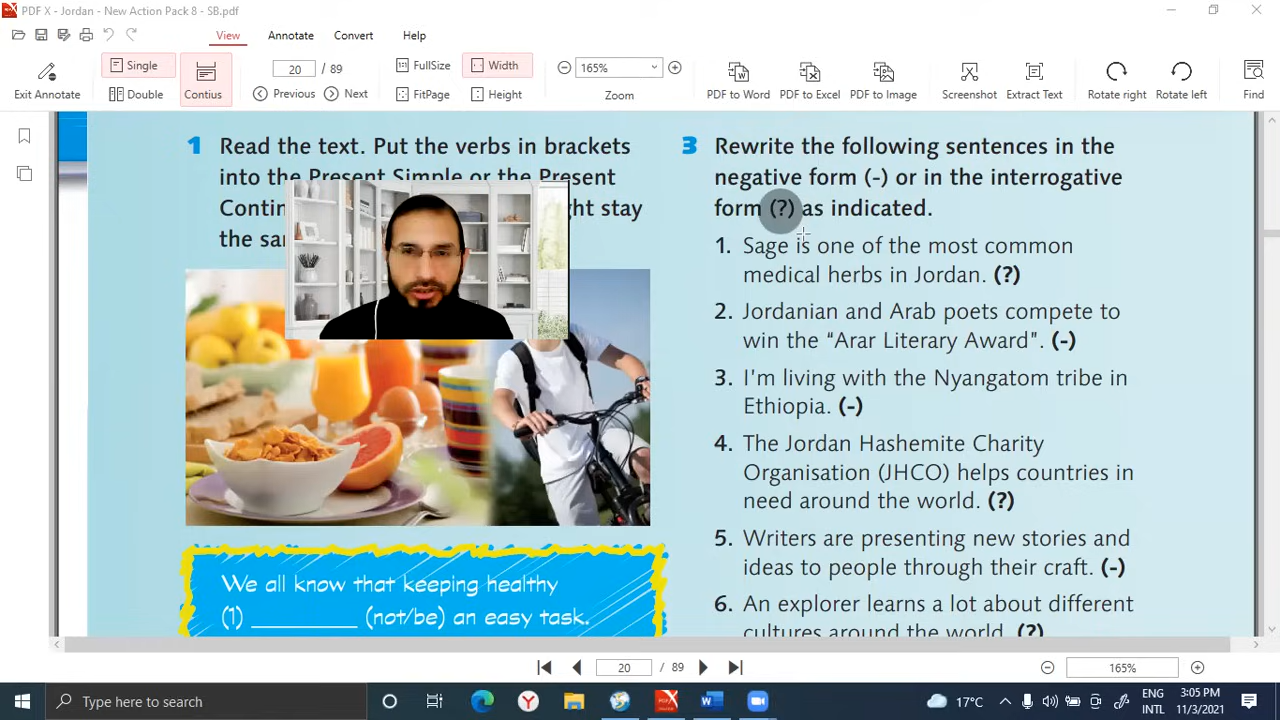 PDF X - Jordan - New Action Pack 8 - SB.pdf
View Annotate Convert Help
Exit Annotate
Single
Double
Contius
20 / 89
Previous Next
FullSize Width
FitPage Height
165%
Zoom
PDF to Word
PDF to Excel
PDF to Image
Screenshot
Extract Text
Rotate right
Rotate left
Find
1 Read the text. Put the verbs in brackets
into the Present Simple or the Present
Contin ght stay
the sa
We all know that keeping healthy
(1) __________ (not/be) an easy task.
3 Rewrite the following sentences in the
negative form (-) or in the interrogative
form (?) as indicated.
1. Sage is one of the most common
medical herbs in Jordan. (?)
2. Jordanian and Arab poets compete to
win the “Arar Literary Award”. (-)
3. I'm living with the Nyangatom tribe in
Ethiopia. (-)
4. The Jordan Hashemite Charity
Organisation (JHCO) helps countries in
need around the world. (?)
5. Writers are presenting new stories and
ideas to people through their craft. (-)
6. An explorer learns a lot about different
cultures around the world. (?)
20 / 89
165%
Type here to search
17°C
ENG
INTL
3:05 PM
11/3/2021